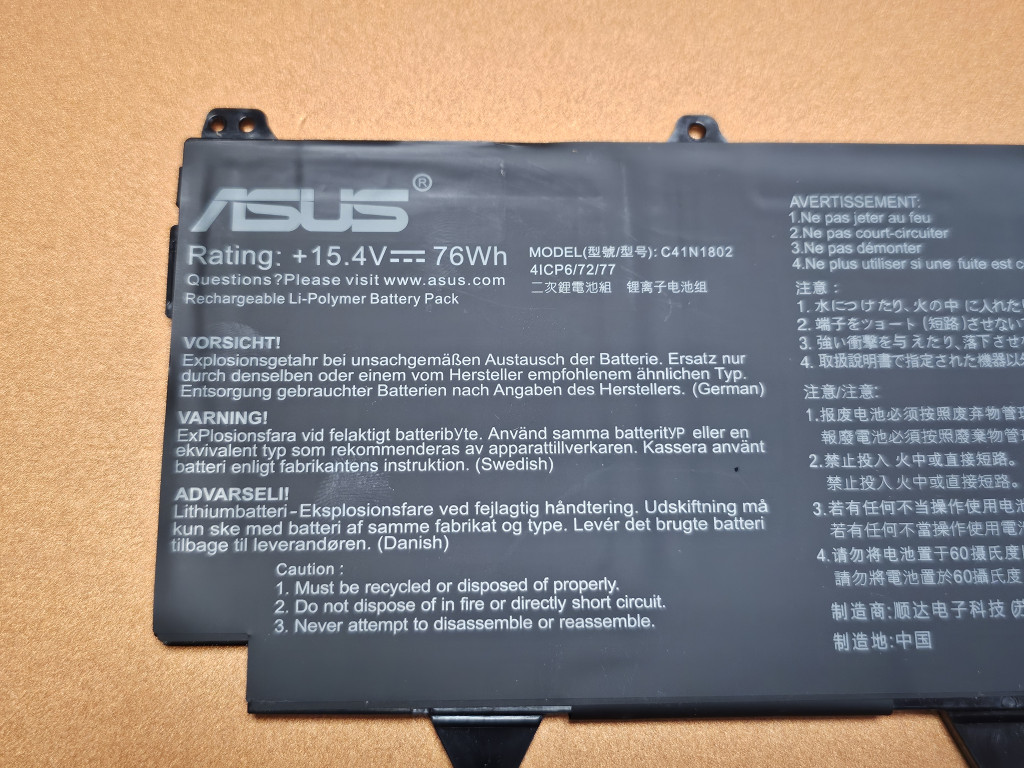 ASUS®
Rating: +15.4V⎓ 76Wh
Questions?Please visit www.asus.com
Rechargeable Li-Polymer Battery Pack
MODEL(型號/型号): C41N1802
4ICP6/72/77
二次鋰電池組 锂离子电池组
VORSICHT!
Explosionsgetahr bei unsachgemäßen Austausch der Batterie. Ersatz nur
durch denselben oder einem vom Hersteller empfohlenem ähnlichen Typ.
Entsorgung gebrauchter Batterien nach Angaben des Herstellers. (German)
VARNING!
ExPlosionsfara vid felaktigt batteribyte. Använd samma batterityP eller en
ekvivalent typ som rekommenderas av apparattillverkaren. Kassera använt
batteri enligt fabrikantens instruktion. (Swedish)
ADVARSELI!
Lithiumbatteri-Eksplosionsfare ved fejlagtig håndtering. Udskiftning må
kun ske med batteri af samme fabrikat og type. Levér det brugte batteri
tilbage til leverandøren. (Danish)
Caution :
1. Must be recycled or disposed of properly.
2. Do not dispose of in fire or directly short circuit.
3. Never attempt to disassemble or reassemble.
AVERTISSEMENT:
1.Ne pas jeter au feu
2.Ne pas court-circuiter
3.Ne pas démonter
4.Ne plus utiliser si une fuite est c
注意 :
1. 水につけたり、火の中 に入れた
2. 端子をツョート (短路) させない
3. 強い衝撃を与えたり、落下させ
4. 取扱説明書で指定された機器以
注意/注意:
1.报废电池必须按照废弃物管理
報廢電池必須按照廢棄物管理
2.禁止投入 火中或直接短路。
禁止投入 火中或直接短路。
3.若有任何不当操作使用电池
若有任何不當操作使用電池
4.请勿将电池置于60摄氏度
請勿將電池置於60攝氏度
制造商:顺达电子科技(苏
制造地:中国